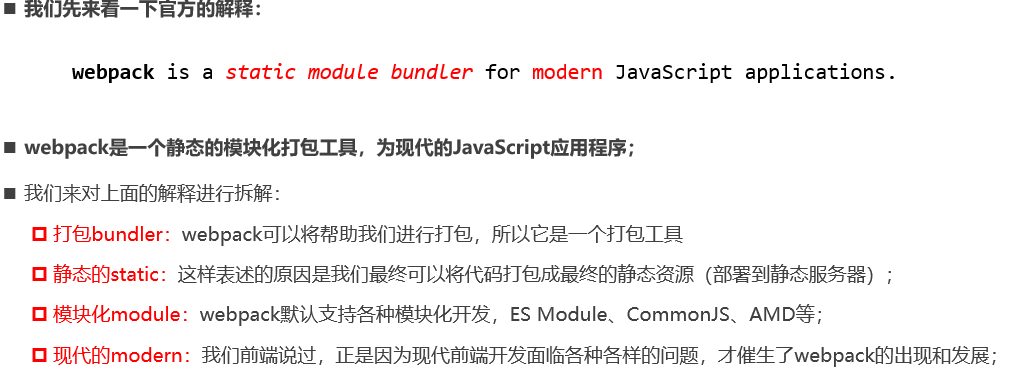 我们先来看一下官方的解释：
webpack is a static module bundler for modern JavaScript applications.
webpack是一个静态的模块化打包工具，为现代的JavaScript应用程序；
我们来对上面的解释进行拆解：
打包bundler：webpack可以将帮助我们进行打包，所以它是一个打包工具
静态的static：这样表述的原因是我们最终可以将代码打包成最终的静态资源（部署到静态服务器）；
模块化module：webpack默认支持各种模块化开发，ES Module、CommonJS、AMD等；
现代的modern：我们前端说过，正是因为现代前端开发面临各种各样的问题，才催生了webpack的出现和发展；